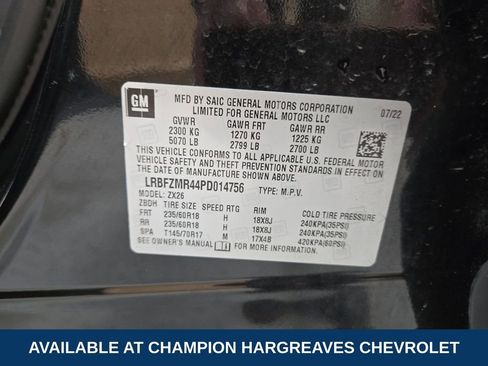 GM
MFD BY SAIC GENERAL MOTORS CORPORATION
LIMITED FOR GENERAL MOTORS LLC
07/22
GVWR GAWR FRT GAWR RR
2300 KG 1270 KG 1225 KG
5070 LB 2799 LB 2700 LB
THIS VEHICLE CONFORMS TO ALL APPLICABLE U.S. FEDERAL MOTOR
VEHICLE SAFETY AND THEFT PREVENTION STANDARDS IN EFFECT
ON THE DATE OF MANUFACTURE SHOWN ABOVE.
LRBFZMR44PD014756 TYPE: M.P.V.
MODEL: ZX26
ZBDH TIRE SIZE SPEED RTG RIM COLD TIRE PRESSURE
FRT 235/60R18 H 18X8J 240KPA(35PSI)
RR 235/60R18 H 18X8J 240KPA(35PSI)
SPA T145/70R17 M 17X4B 420KPA(60PSI)
SEE OWNER'S MANUAL FOR MORE INFORMATION.
AVAILABLE AT CHAMPION HARGREAVES CHEVROLET